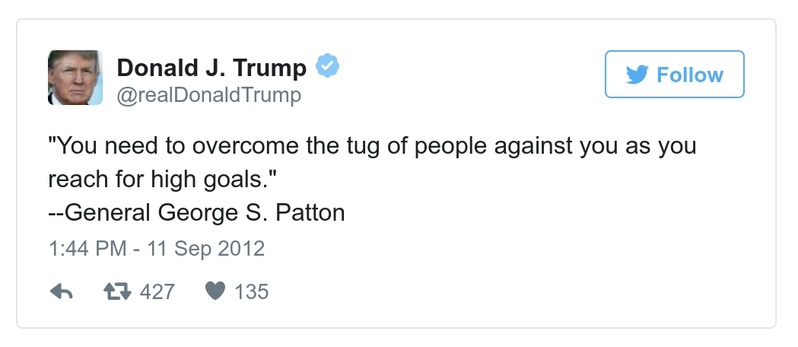 Donald J. Trump
@realDonaldTrump
Follow
"You need to overcome the tug of people against you as you
reach for high goals."
--General George S. Patton
1:44 PM - 11 Sep 2012
427 135